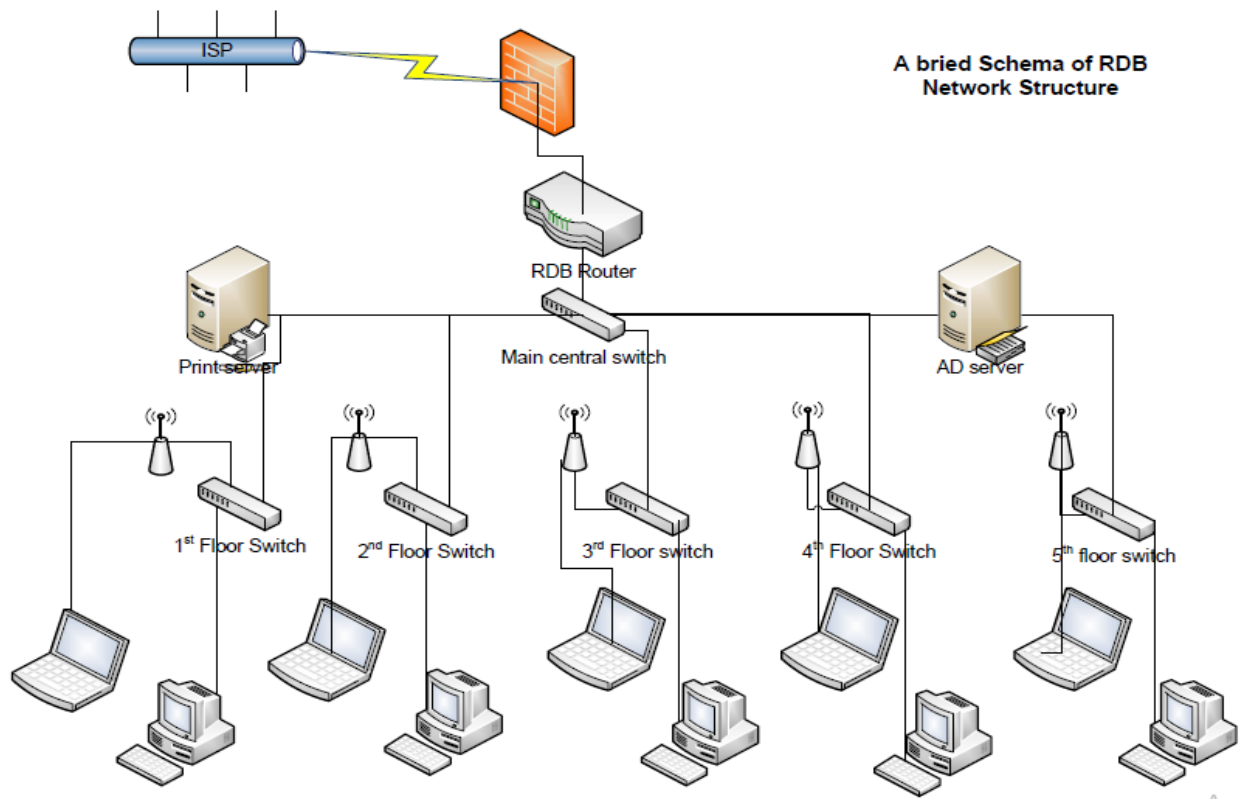 ISP
A bried Schema of RDB
Network Structure
RDB Router
Main central switch
Print server
AD server
1st Floor Switch
2nd Floor Switch
3rd Floor switch
4th Floor Switch
5th floor switch